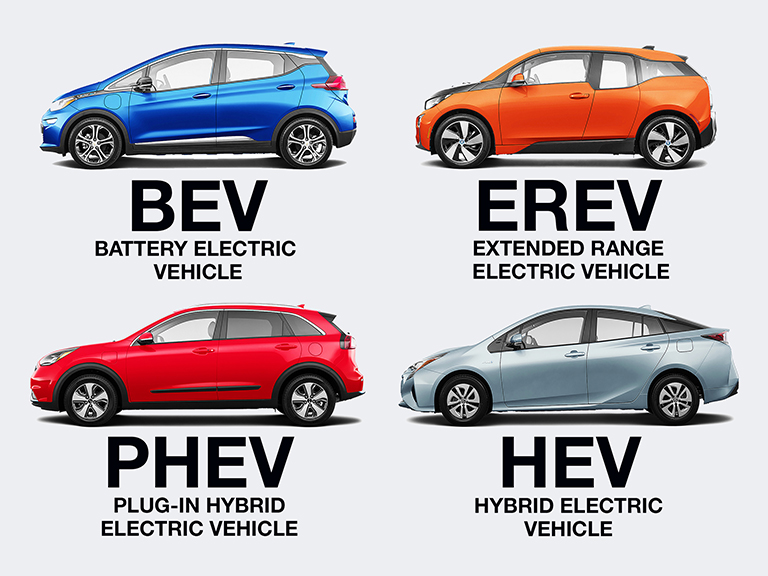 BEV
BATTERY ELECTRIC
VEHICLE
EREV
EXTENDED RANGE
ELECTRIC VEHICLE
PHEV
PLUG-IN HYBRID
ELECTRIC VEHICLE
HEV
HYBRID ELECTRIC
VEHICLE